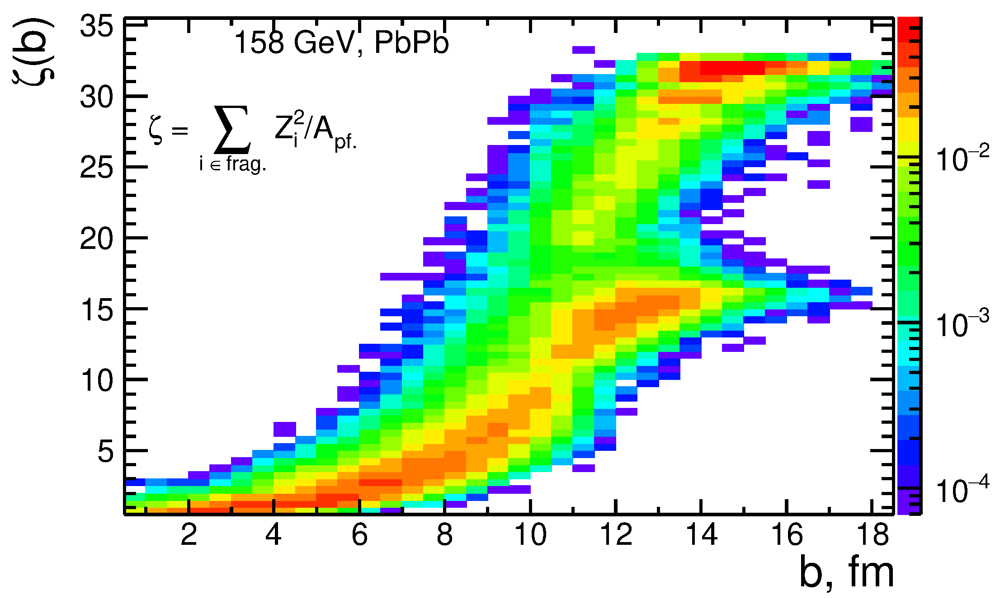 ζ(b)
158 GeV, PbPb
ζ = ∑ Z_i^2/A_pf.
i ∈ frag.
35
30
25
20
15
10
5
10^−2
10^−3
10^−4
2 4 6 8 10 12 14 16 18
b, fm